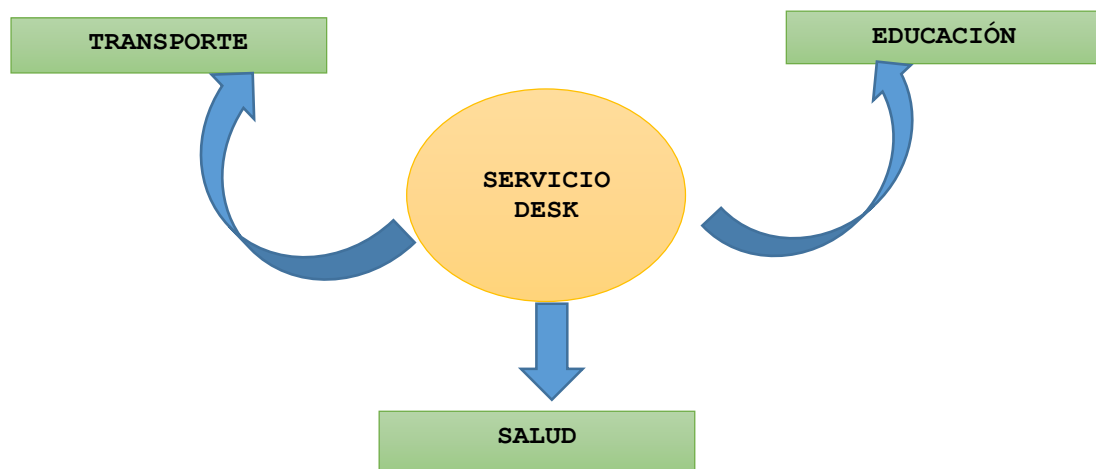 TRANSPORTE
EDUCACIÓN
SERVICIO
DESK
SALUD